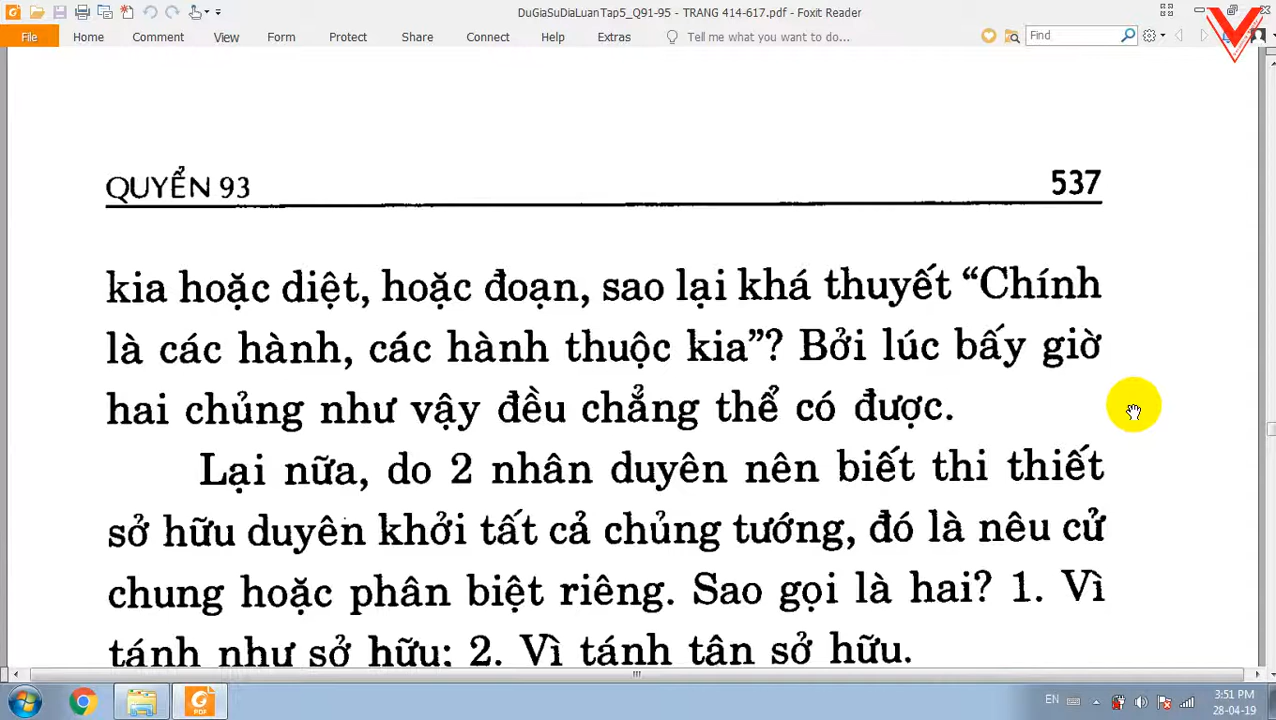 DuGiaSuDiaLuanTap5_Q91-95 - TRANG 414-617.pdf - Foxit Reader
File Home Comment View Form Protect Share Connect Help Extras Tell me what you want to do... Find
QUYỂN 93 537
kia hoặc diệt, hoặc đoạn, sao lại khá thuyết “Chính
là các hành, các hành thuộc kia”? Bởi lúc bấy giờ
hai chủng như vậy đều chẳng thể có được.
Lại nữa, do 2 nhân duyên nên biết thi thiết
sở hữu duyên khởi tất cả chủng tướng, đó là nêu cử
chung hoặc phân biệt riêng. Sao gọi là hai? 1. Vì
tánh như sở hữu; 2. Vì tánh tận sở hữu.
EN 3:51 PM
28-04-19